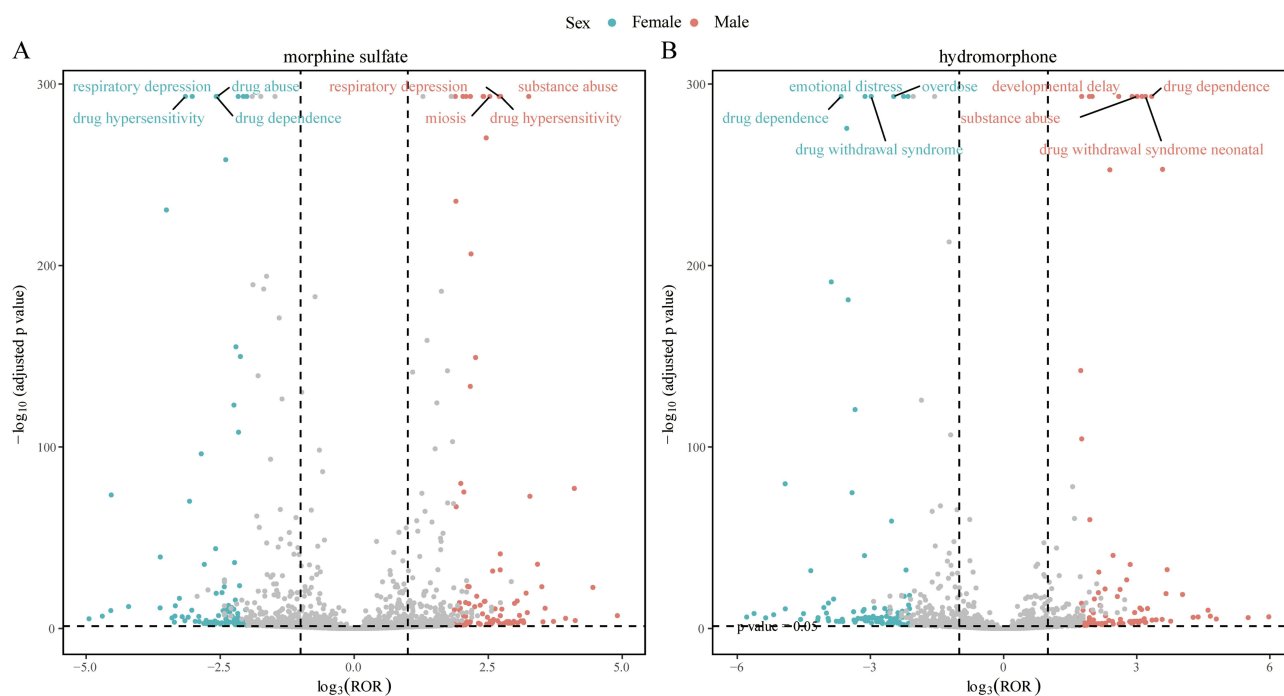 Sex Female Male
A
morphine sulfate
300
200
100
0
−log10 (adjusted p value)
respiratory depression
drug abuse
respiratory depression
substance abuse
drug hypersensitivity
drug dependence
miosis
drug hypersensitivity
−5.0 −2.5 0.0 2.5 5.0
log3(ROR)
B
hydromorphone
300
200
100
0
−log10 (adjusted p value)
emotional distress
overdose
developmental delay
drug dependence
drug dependence
substance abuse
drug withdrawal syndrome
drug withdrawal syndrome neonatal
p value = 0.05
−6 −3 0 3 6
log3(ROR)